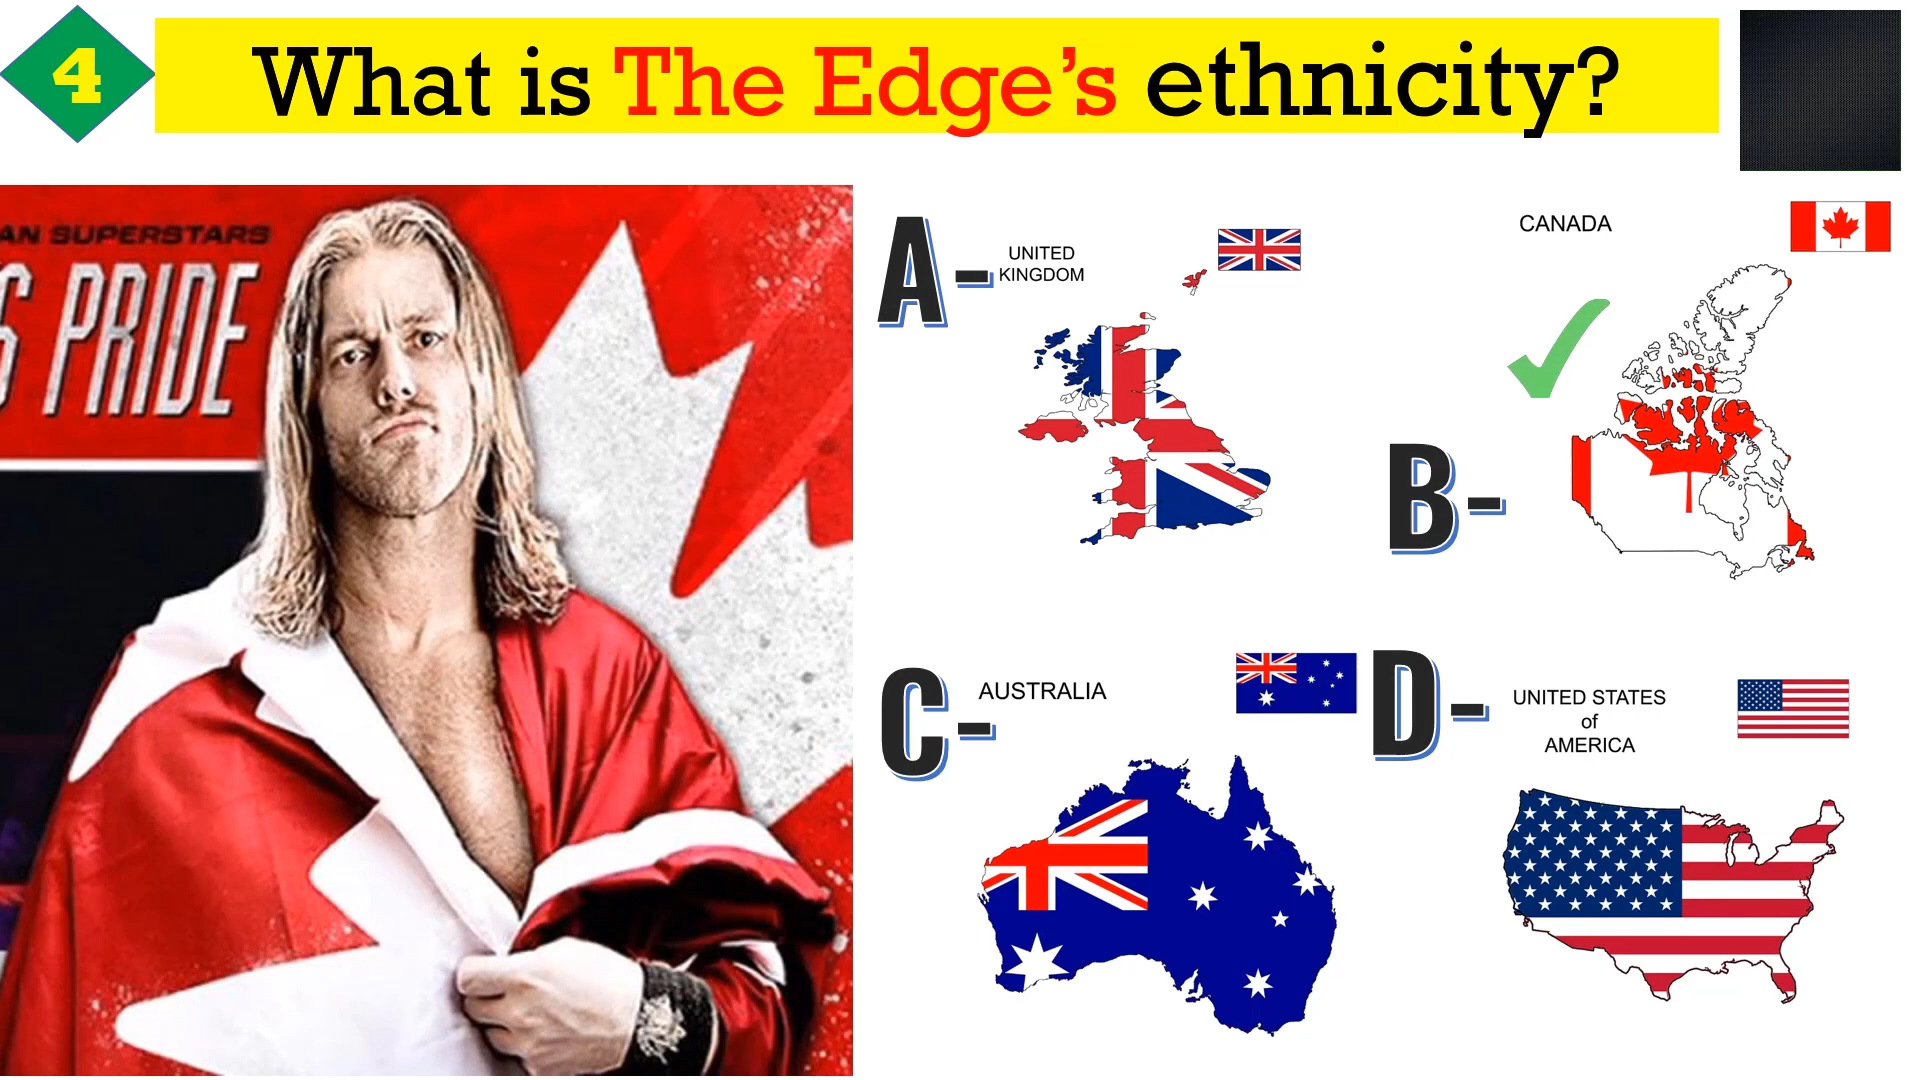 4
What is The Edge's ethnicity?
AN SUPERSTARS
S PRIDE
A-
UNITED
KINGDOM
CANADA
B-
C-
AUSTRALIA
D-
UNITED STATES
of
AMERICA